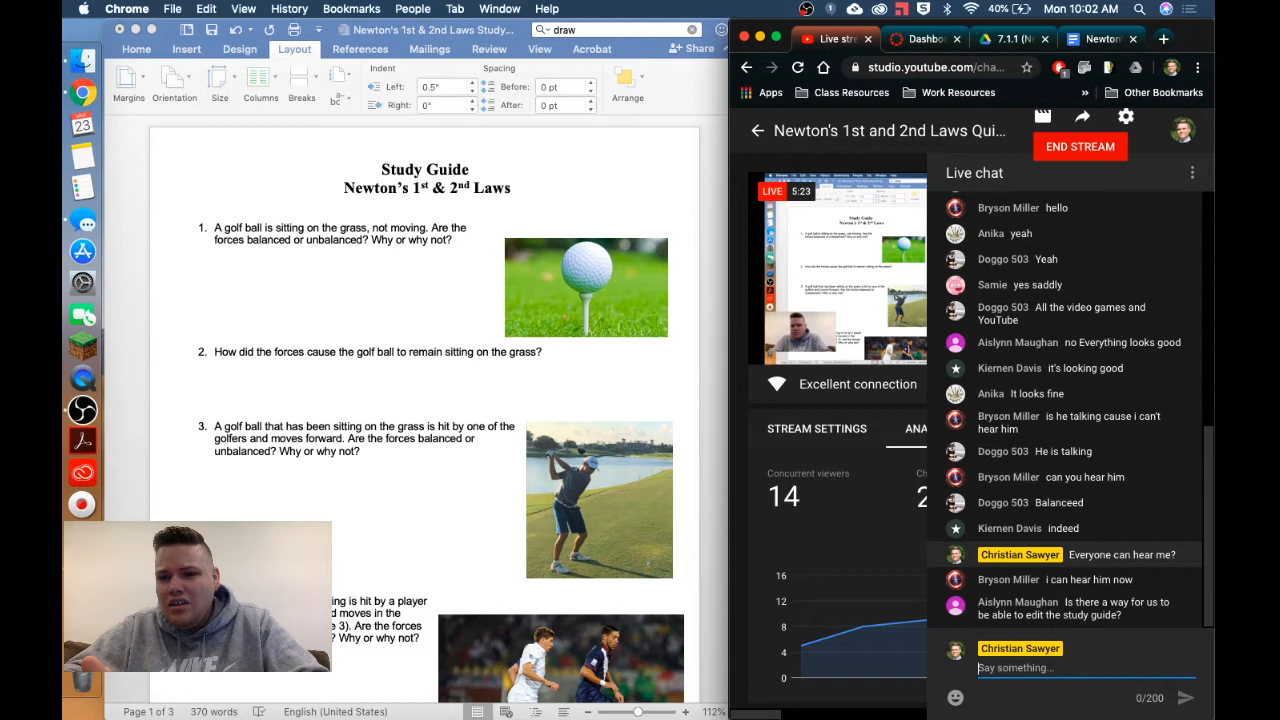 Chrome File Edit View History Bookmarks People Tab Window Help
1 40% Mon 10:02 AM
Newton's 1st & 2nd Laws Study...
draw
Home Insert Draw Design Layout References Mailings Review View Acrobat
Share
Margins Orientation Size Columns Breaks
Indent
Left: 0.5"
Right: 0"
Spacing
Before: 0 pt
After: 0 pt
Arrange
Study Guide
Newton's 1st & 2nd Laws
1. A golf ball is sitting on the grass, not moving. Are the
forces balanced or unbalanced? Why or why not?
2. How did the forces cause the golf ball to remain sitting on the grass?
3. A golf ball that has been sitting on the grass is hit by one of the
golfers and moves forward. Are the forces balanced or
unbalanced? Why or why not?
ing is hit by a player
d moves in the
e 3). Are the forces
? Why or why not?
NIKE
Page 1 of 3 370 words English (United States) 112%
Live stre Dashbo 7.1.1 (N Newton
studio.youtube.com/cha...
Apps Class Resources Work Resources » Other Bookmarks
Newton's 1st and 2nd Laws Qui...
END STREAM
LIVE 5:23
Excellent connection
STREAM SETTINGS ANA
Concurrent viewers
14
Ch
2
16
12
8
4
0
Live chat
Bryson Miller hello
Anika yeah
Doggo 503 Yeah
Samie yes saddly
Doggo 503 All the video games and
YouTube
Aislynn Maughan no Everything looks good
Kiernen Davis it's looking good
Anika It looks fine
Bryson Miller is he talking cause i can't
hear him
Doggo 503 He is talking
Bryson Miller can you hear him
Doggo 503 Balanceed
Kiernen Davis indeed
Christian Sawyer Everyone can hear me?
Bryson Miller i can hear him now
Aislynn Maughan Is there a way for us to
be able to edit the study guide?
Christian Sawyer
Say something...
0/200